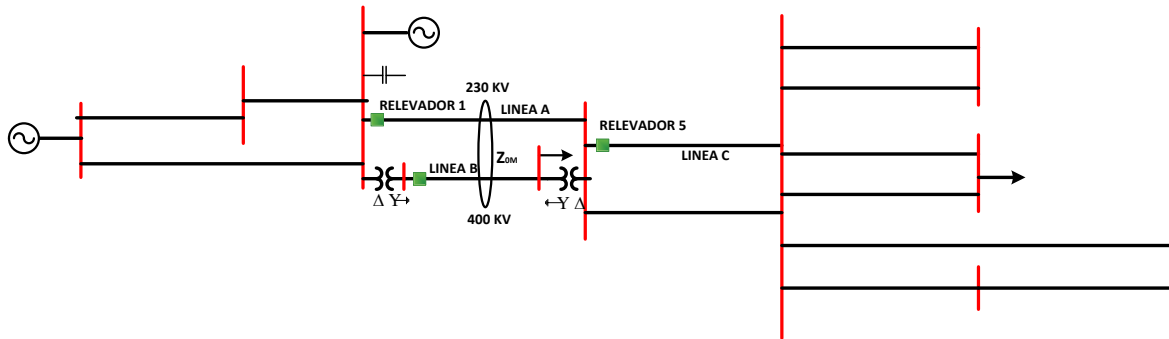 230 KV
RELEVADOR 1
LINEA A
RELEVADOR 5
Z0M
LINEA B
LINEA C
Δ Y
Y Δ
400 KV